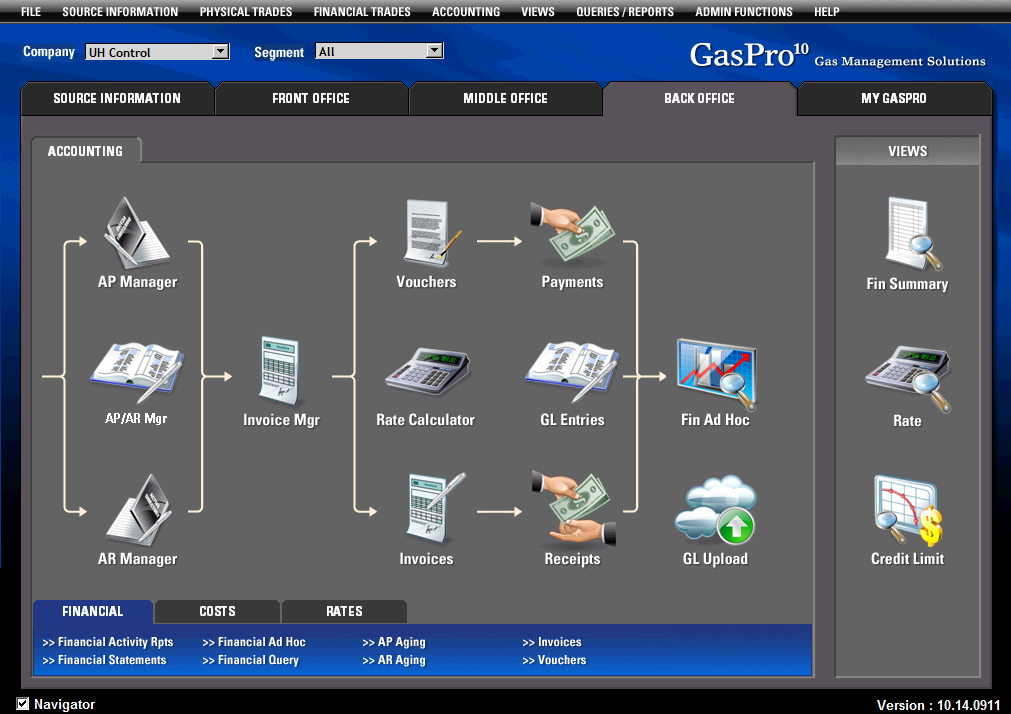 FILE SOURCE INFORMATION PHYSICAL TRADES FINANCIAL TRADES ACCOUNTING VIEWS QUERIES / REPORTS ADMIN FUNCTIONS HELP
Company UH Control Segment All
GasPro10 Gas Management Solutions
SOURCE INFORMATION FRONT OFFICE MIDDLE OFFICE BACK OFFICE MY GASPRO
ACCOUNTING VIEWS
AP Manager Vouchers Payments Fin Summary
AP/AR Mgr Invoice Mgr Rate Calculator GL Entries Fin Ad Hoc Rate
AR Manager Invoices Receipts GL Upload Credit Limit
FINANCIAL COSTS RATES
>> Financial Activity Rpts >> Financial Ad Hoc >> AP Aging >> Invoices
>> Financial Statements >> Financial Query >> AR Aging >> Vouchers
Navigator Version : 10.14.0911